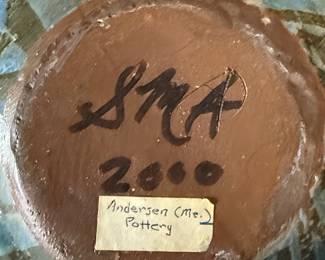 SMA
2000
Andersen (Me.)
Pottery